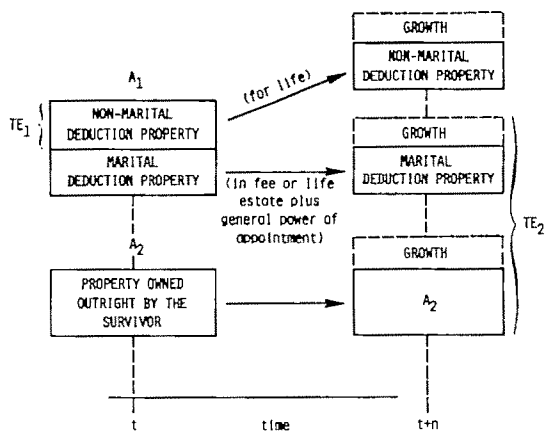 A1
TE1
NON-MARITAL
DEDUCTION PROPERTY
MARITAL
DEDUCTION PROPERTY
(for life)
(in fee or life
estate plus
general power of
appointment)
A2
PROPERTY OWNED
OUTRIGHT BY THE
SURVIVOR
GROWTH
NON-MARITAL
DEDUCTION PROPERTY
GROWTH
MARITAL
DEDUCTION PROPERTY
GROWTH
A2
TE2
t
time
t+n